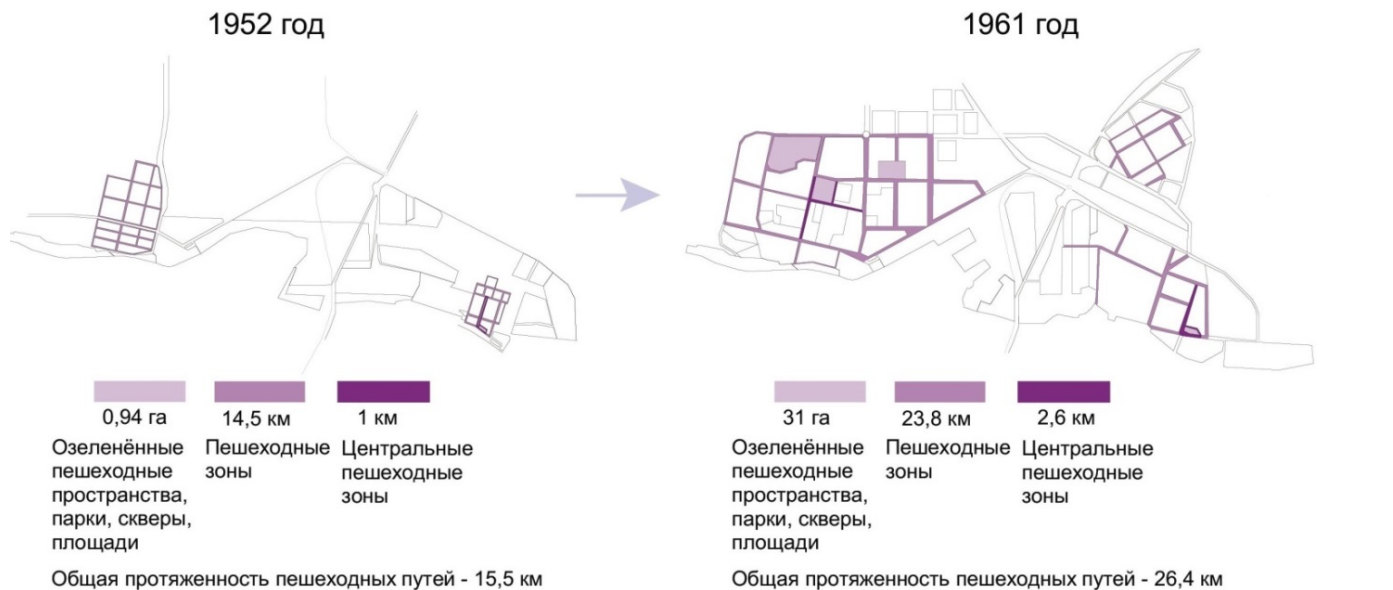 1952 год
0,94 га
14,5 км
1 км
Озеленённые
пешеходные
пространства,
парки, скверы,
площади
Пешеходные
зоны
Центральные
пешеходные
зоны
Общая протяженность пешеходных путей - 15,5 км
1961 год
31 га
23,8 км
2,6 км
Озеленённые
пешеходные
пространства,
парки, скверы,
площади
Пешеходные
зоны
Центральные
пешеходные
зоны
Общая протяженность пешеходных путей - 26,4 км